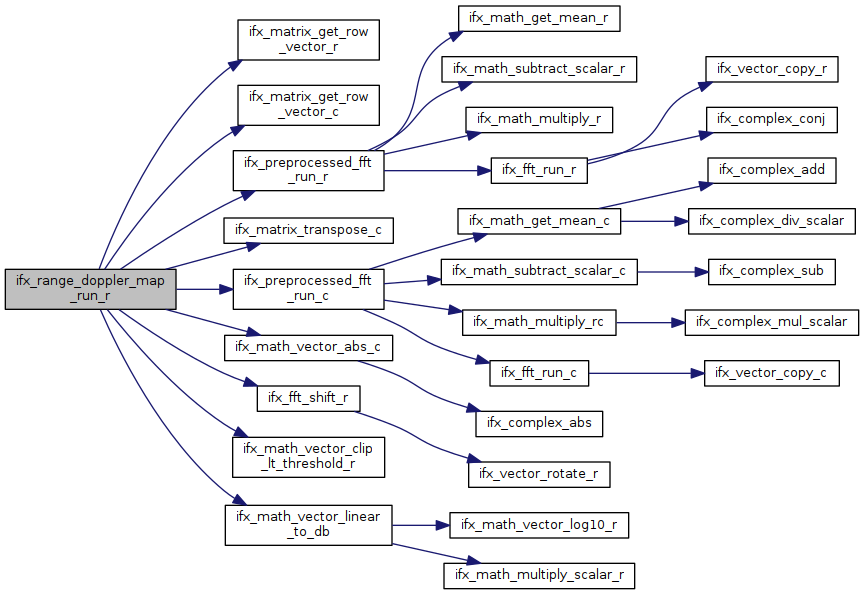 ifx_range_doppler_map
_run_r
ifx_matrix_get_row
_vector_r
ifx_matrix_get_row
_vector_c
ifx_preprocessed_fft
_run_r
ifx_matrix_transpose_c
ifx_preprocessed_fft
_run_c
ifx_math_vector_abs_c
ifx_fft_shift_r
ifx_math_vector_clip
_lt_threshold_r
ifx_math_vector_linear
_to_db
ifx_math_get_mean_r
ifx_math_subtract_scalar_r
ifx_math_multiply_r
ifx_fft_run_r
ifx_math_get_mean_c
ifx_math_subtract_scalar_c
ifx_math_multiply_rc
ifx_fft_run_c
ifx_complex_abs
ifx_vector_rotate_r
ifx_math_vector_log10_r
ifx_math_multiply_scalar_r
ifx_vector_copy_r
ifx_complex_conj
ifx_complex_add
ifx_complex_div_scalar
ifx_complex_sub
ifx_complex_mul_scalar
ifx_vector_copy_c